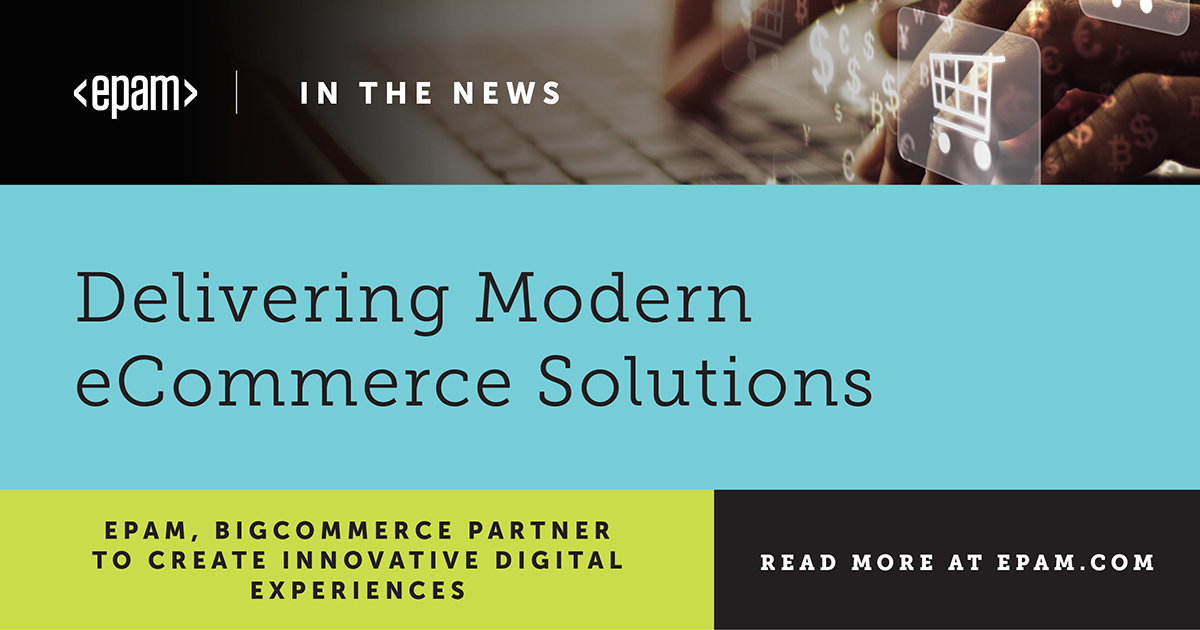 <epam>
IN THE NEWS
Delivering Modern
eCommerce Solutions
EPAM, BIGCOMMERCE PARTNER
TO CREATE INNOVATIVE DIGITAL
EXPERIENCES
READ MORE AT EPAM.COM